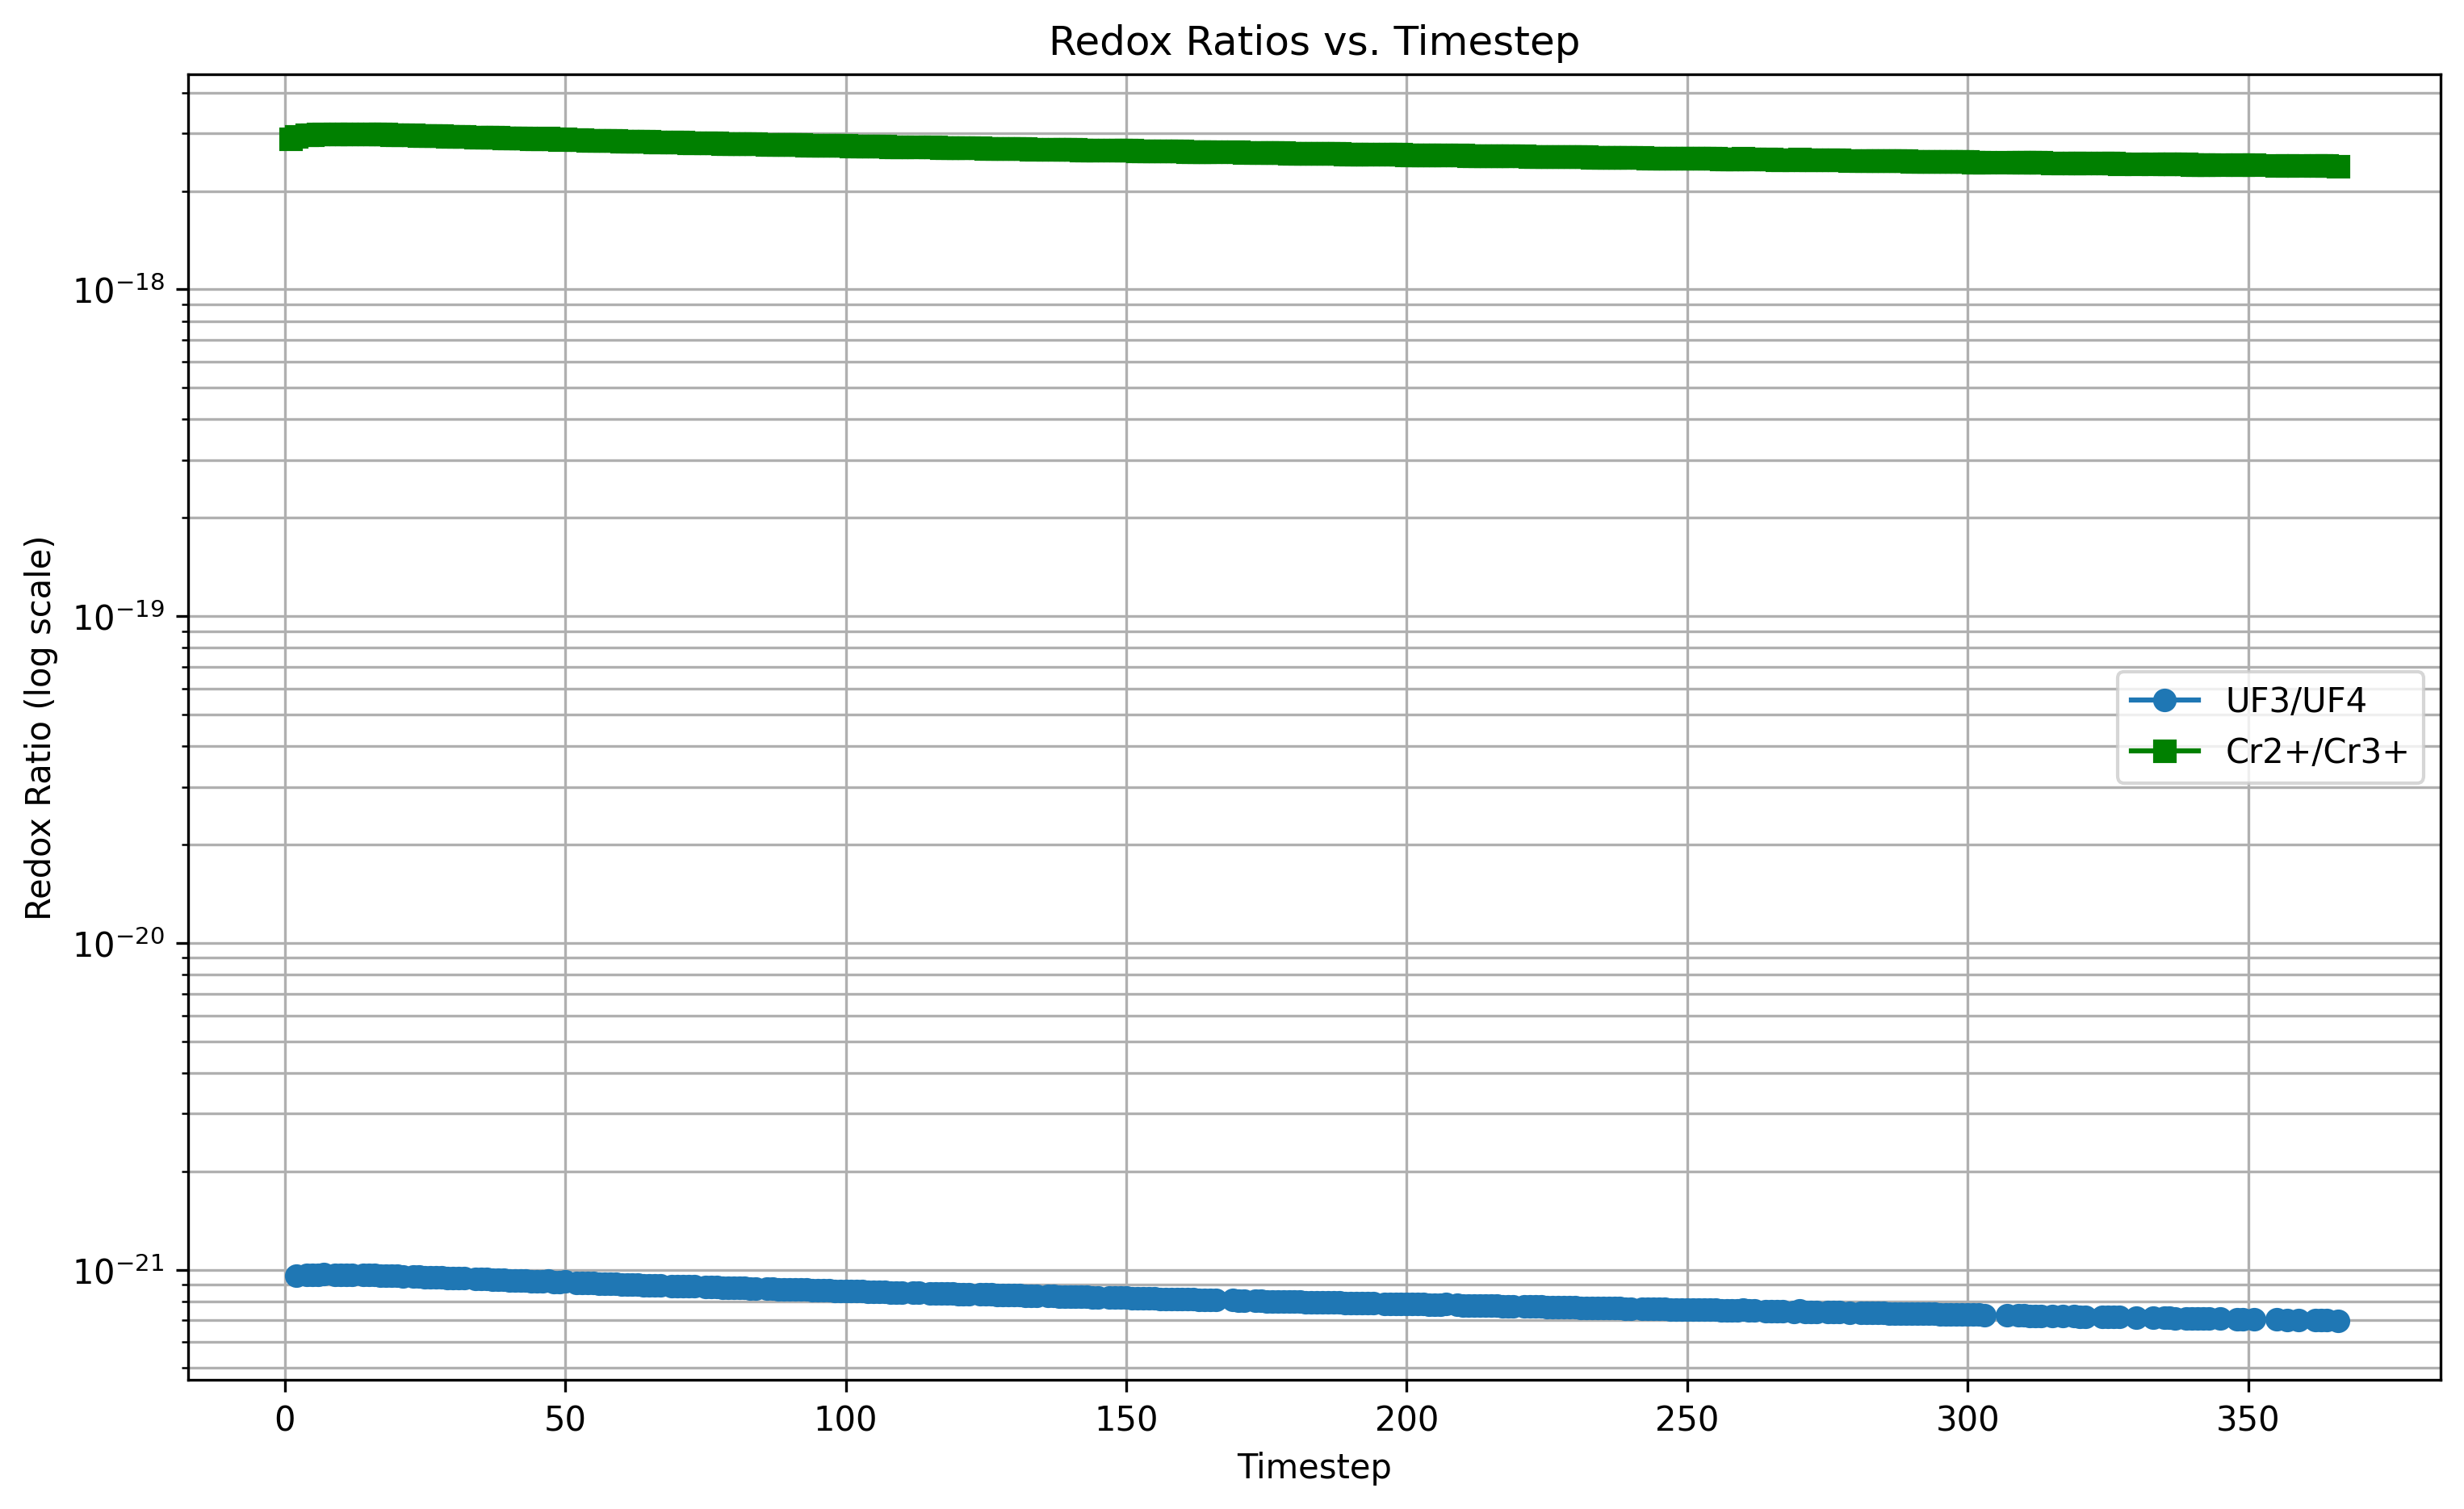 Redox Ratios vs. Timestep
Redox Ratio (log scale)
10⁻¹⁸
10⁻¹⁹
10⁻²⁰
10⁻²¹
UF3/UF4
Cr2+/Cr3+
0 50 100 150 200 250 300 350
Timestep